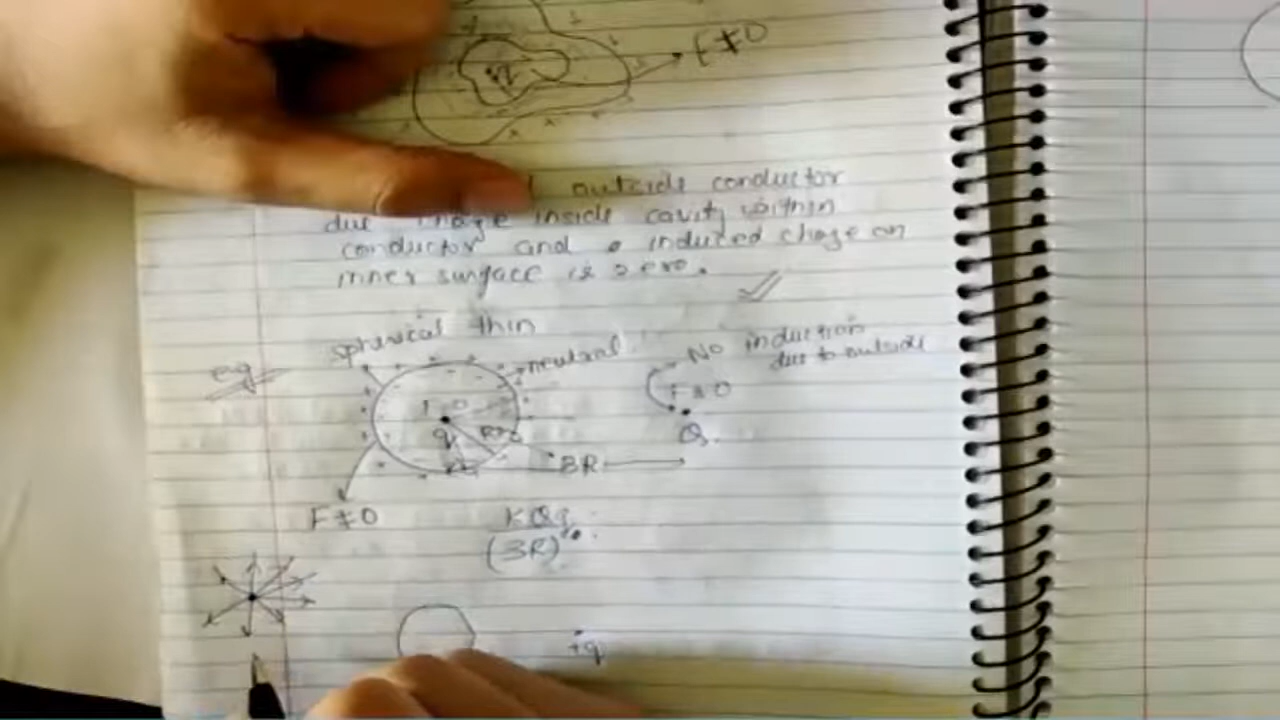 q
E ≠ 0
outside conductor
due charge inside cavity within
conductor and induced charge on
inner surface is zero.
spherical thin
eg
neutral
No induction
due to outside
q
Q
3R
F ≠ 0
KQq
(3R)²
+q